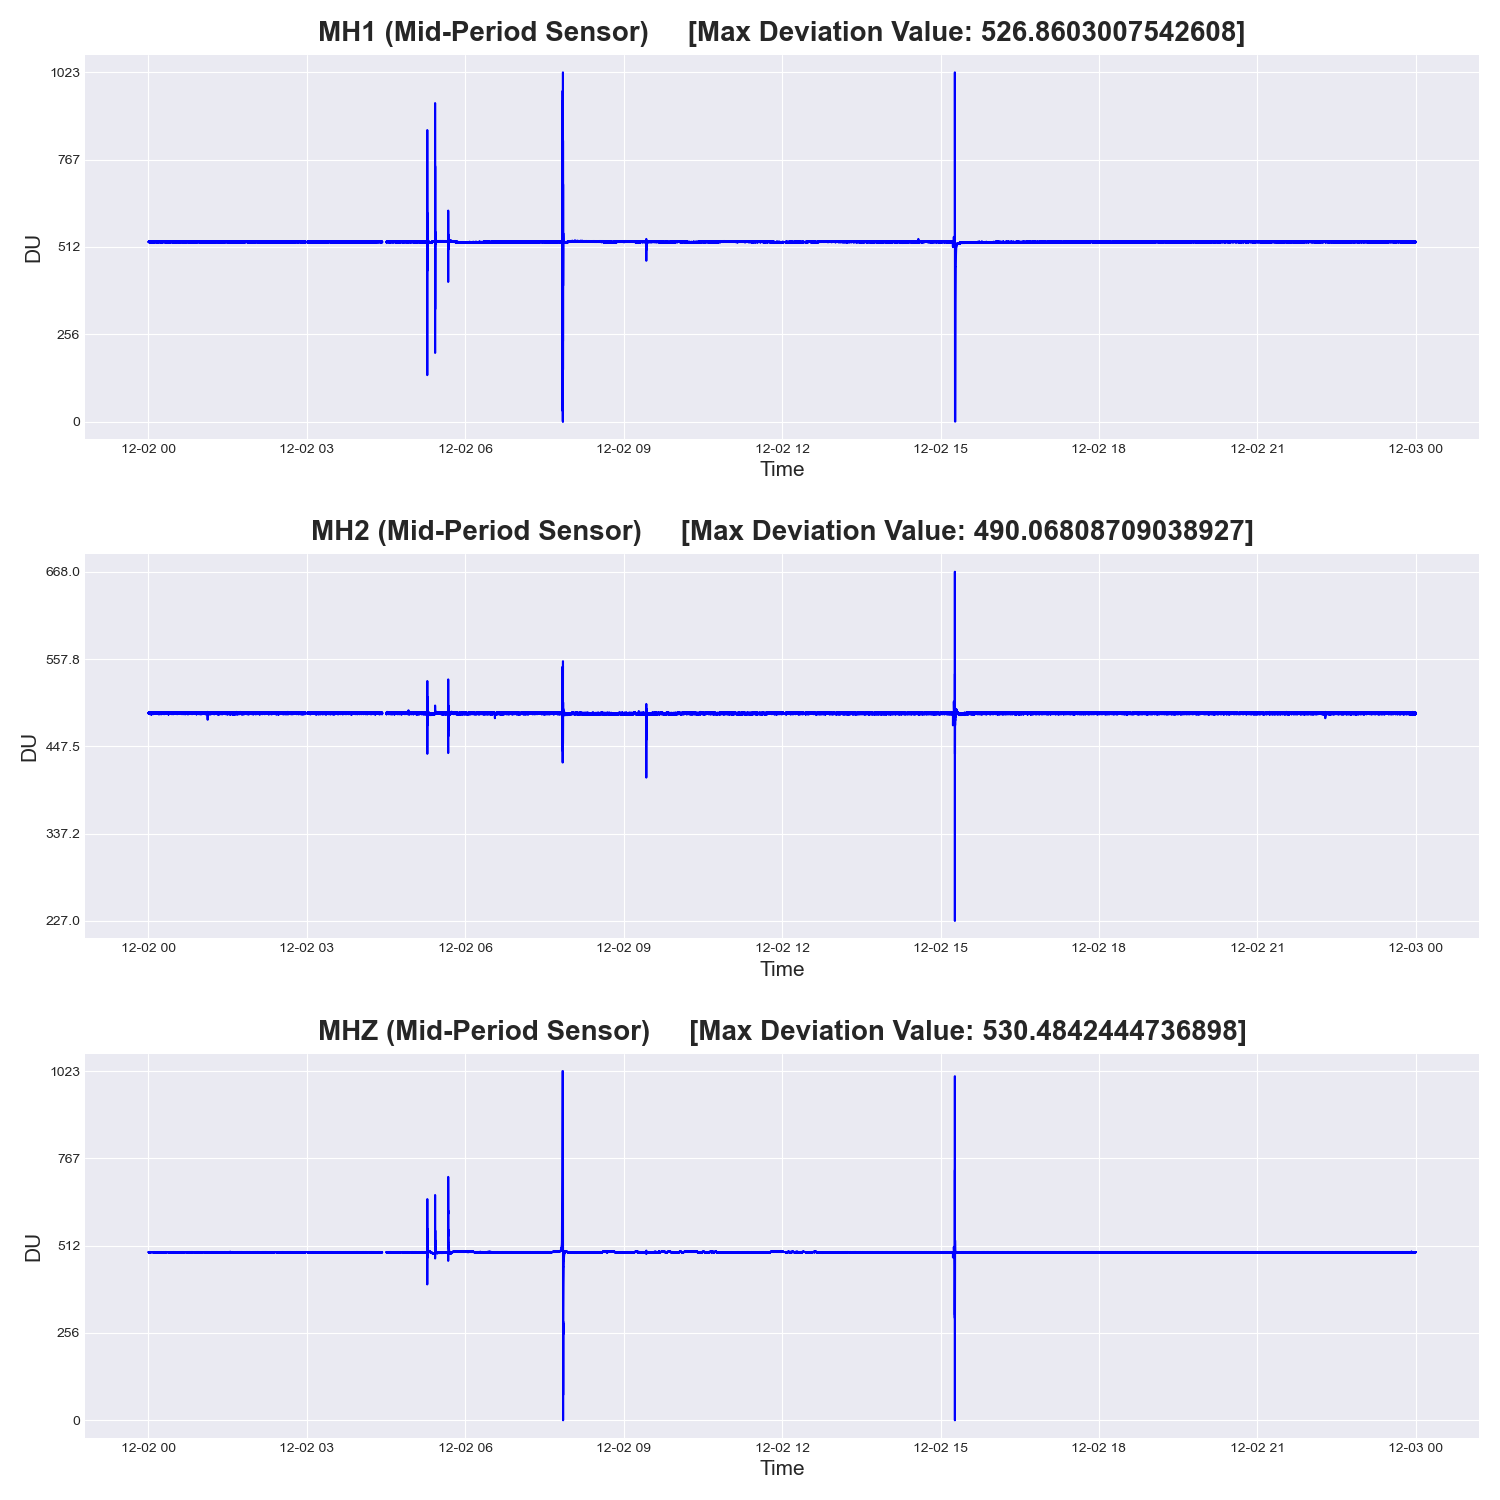 MH1 (Mid-Period Sensor) [Max Deviation Value: 526.8603007542608]
1023
767
512
256
0
DU
12-02 00 12-02 03 12-02 06 12-02 09 12-02 12 12-02 15 12-02 18 12-02 21 12-03 00
Time
MH2 (Mid-Period Sensor) [Max Deviation Value: 490.06808709038927]
668.0
557.8
447.5
337.2
227.0
DU
12-02 00 12-02 03 12-02 06 12-02 09 12-02 12 12-02 15 12-02 18 12-02 21 12-03 00
Time
MHZ (Mid-Period Sensor) [Max Deviation Value: 530.4842444736898]
1023
767
512
256
0
DU
12-02 00 12-02 03 12-02 06 12-02 09 12-02 12 12-02 15 12-02 18 12-02 21 12-03 00
Time